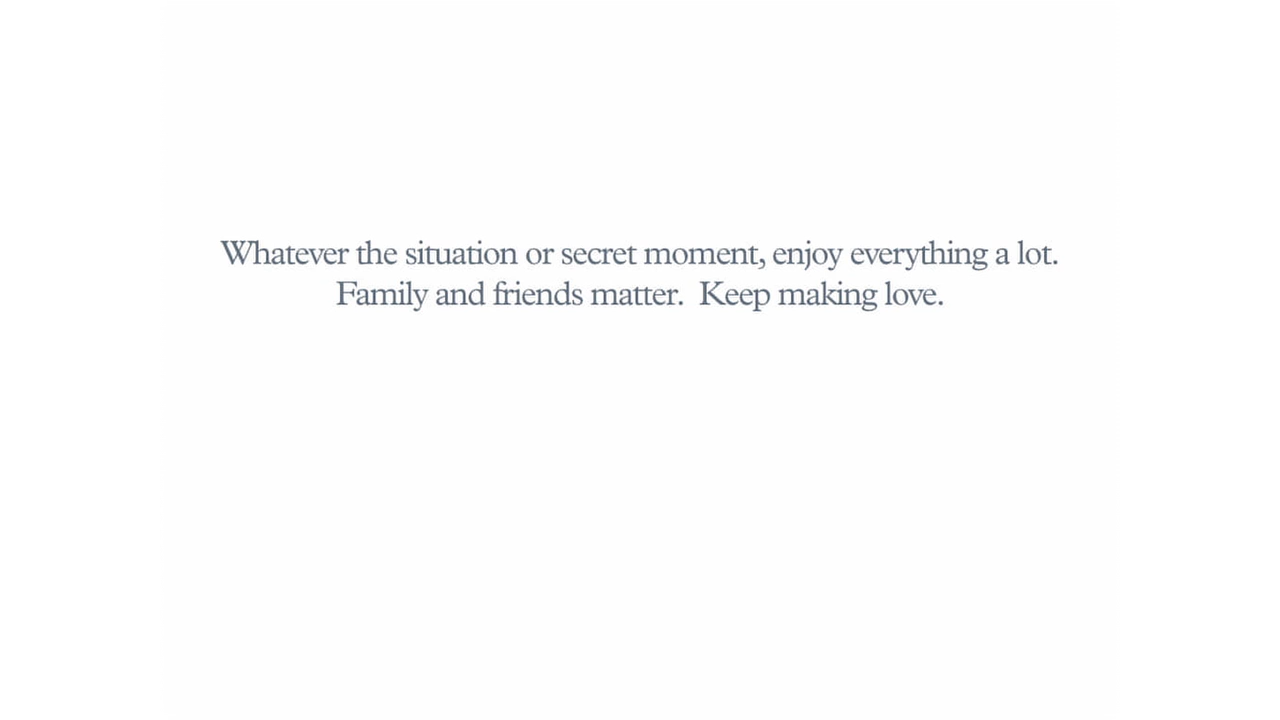 Whatever the situation or secret moment, enjoy everything a lot.
Family and friends matter.  Keep making love.